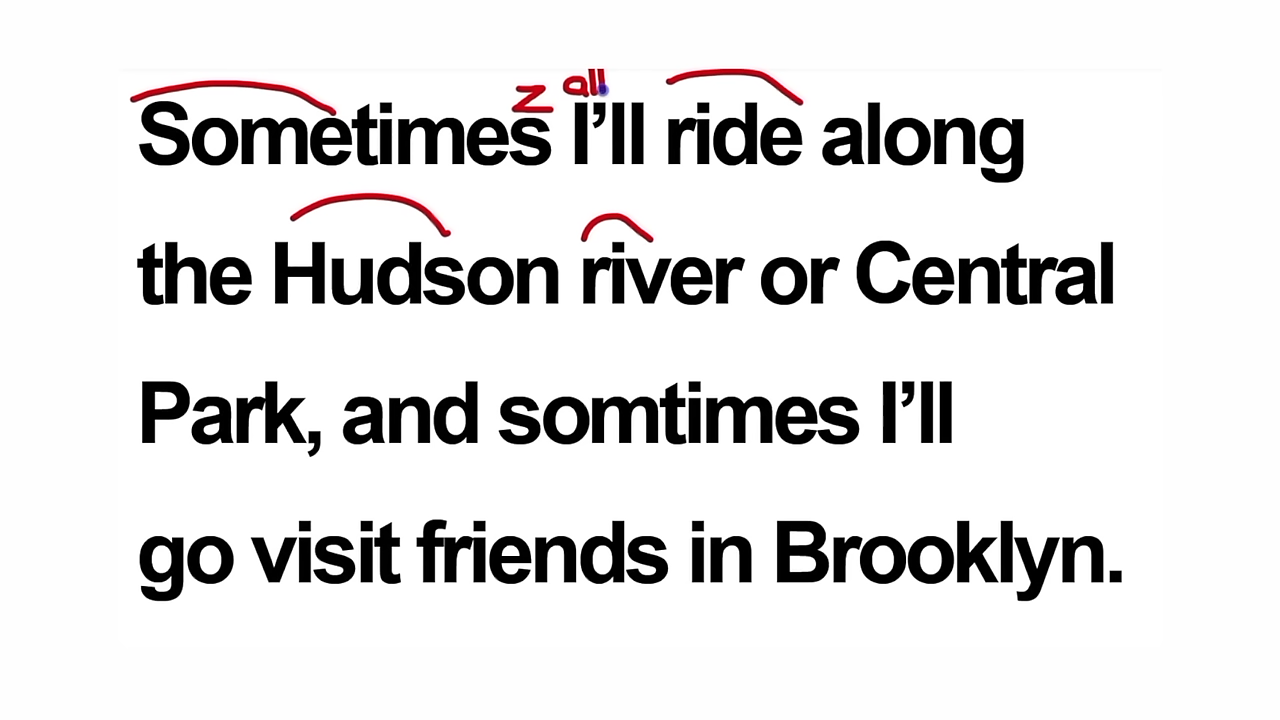 z all
Sometimes I’ll ride along
the Hudson river or Central
Park, and somtimes I’ll
go visit friends in Brooklyn.